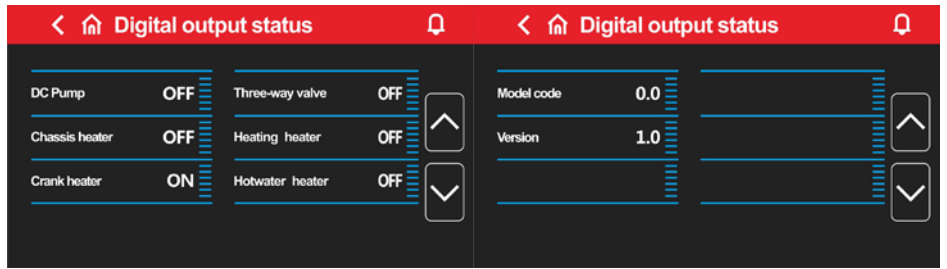 Digital output status
DC Pump OFF Three-way valve OFF
Chassis heater OFF Heating heater OFF
Crank heater ON Hotwater heater OFF
Digital output status
Model code 0.0
Version 1.0